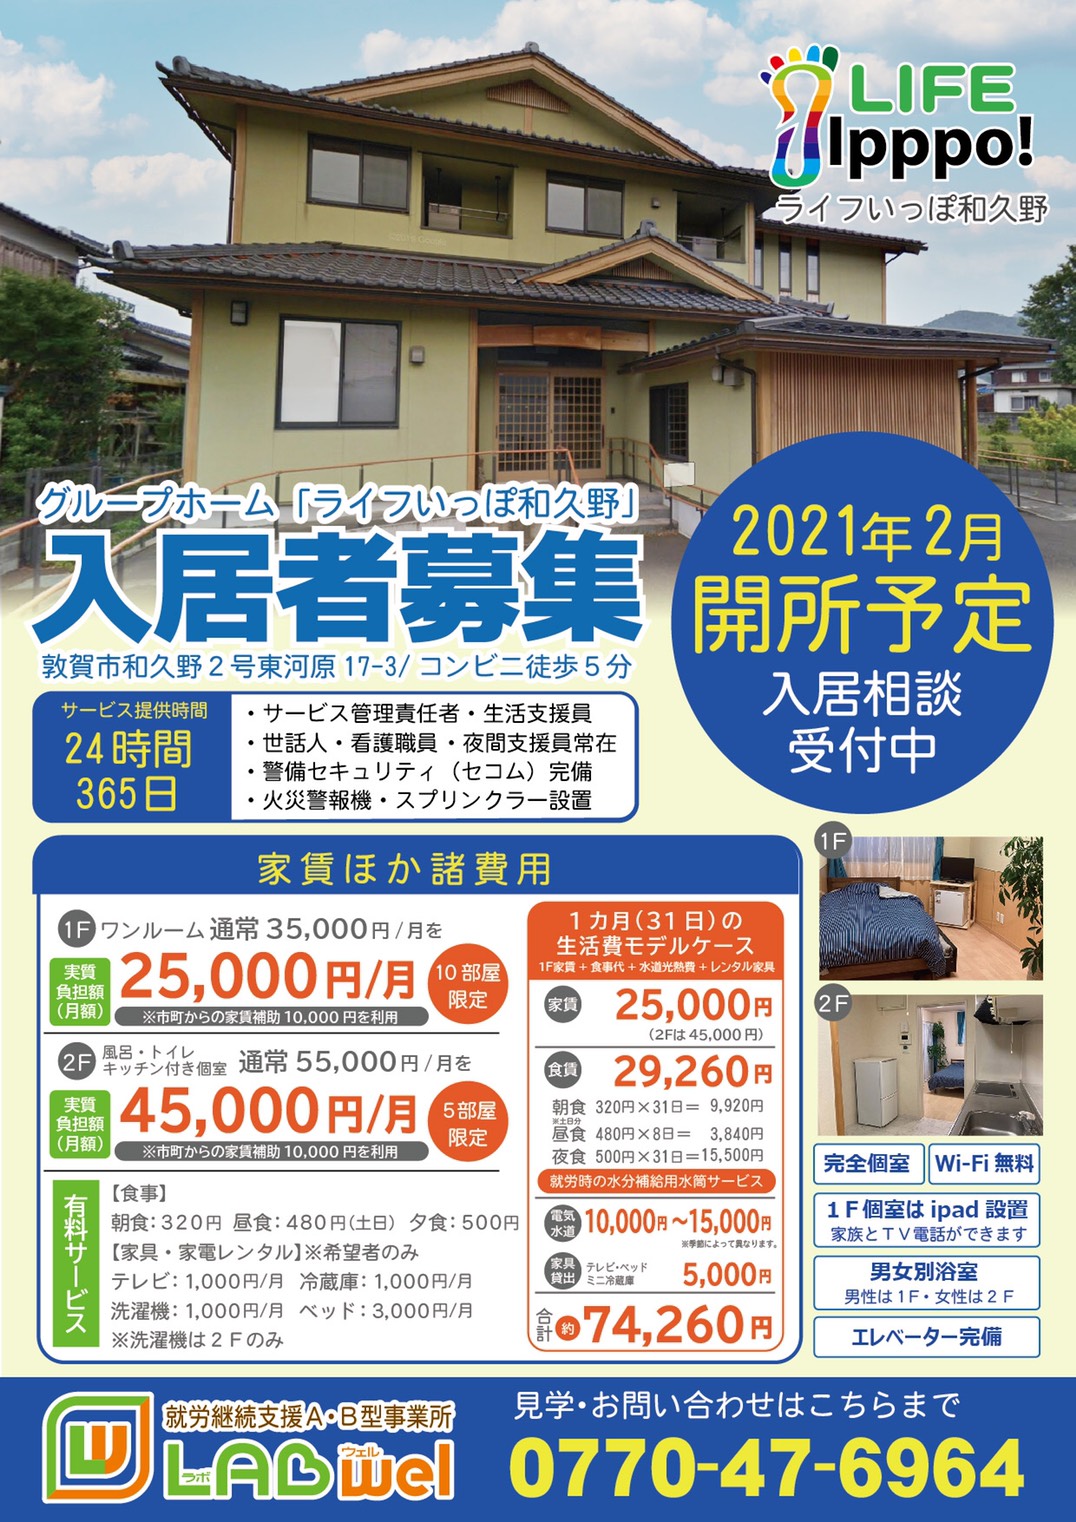 LIFE
Ipppo!
ライフいっぽ和久野
グループホーム「ライフいっぽ和久野」
入居者募集
敦賀市和久野2号東河原17-3/コンビニ徒歩5分
2021年2月
開所予定
入居相談
受付中
サービス提供時間
24時間
365日
・サービス管理責任者・生活支援員
・世話人・看護職員・夜間支援員常在
・警備セキュリティ(セコム)完備
・火災警報機・スプリンクラー設置
家賃ほか諸費用
1F ワンルーム 通常35,000円/月を
実質
負担額
(月額)
25,000円/月
※市町からの家賃補助10,000円を利用
10部屋
限定
2F 風呂・トイレ
キッチン付き個室 通常55,000円/月を
実質
負担額
(月額)
45,000円/月
※市町からの家賃補助10,000円を利用
5部屋
限定
有料サービス
【食事】
朝食:320円 昼食:480円(土日) 夕食:500円
【家具・家電レンタル】※希望者のみ
テレビ:1,000円/月 冷蔵庫:1,000円/月
洗濯機:1,000円/月 ベッド:3,000円/月
※洗濯機は2Fのみ
1カ月(31日)の
生活費モデルケース
1F家賃+食事代+水道光熱費+レンタル家具
家賃 25,000円
(2Fは45,000円)
食賃 29,260円
朝食 320円×31日= 9,920円
※土日分
昼食 480円×8日= 3,840円
夜食 500円×31日=15,500円
就労時の水分補給用水筒サービス
電気
水道 10,000円~15,000円
※季節によって異なります。
家具
貸出 テレビ・ベッド
ミニ冷蔵庫 5,000円
合計 約 74,260円
1F
2F
完全個室
Wi-Fi無料
1F個室はipad設置
家族とTV電話ができます
男女別浴室
男性は1F・女性は2F
エレベーター完備
就労継続支援A・B型事業所
LABwel
ラボ
ウェル
見学・お問い合わせはこちらまで
0770-47-6964